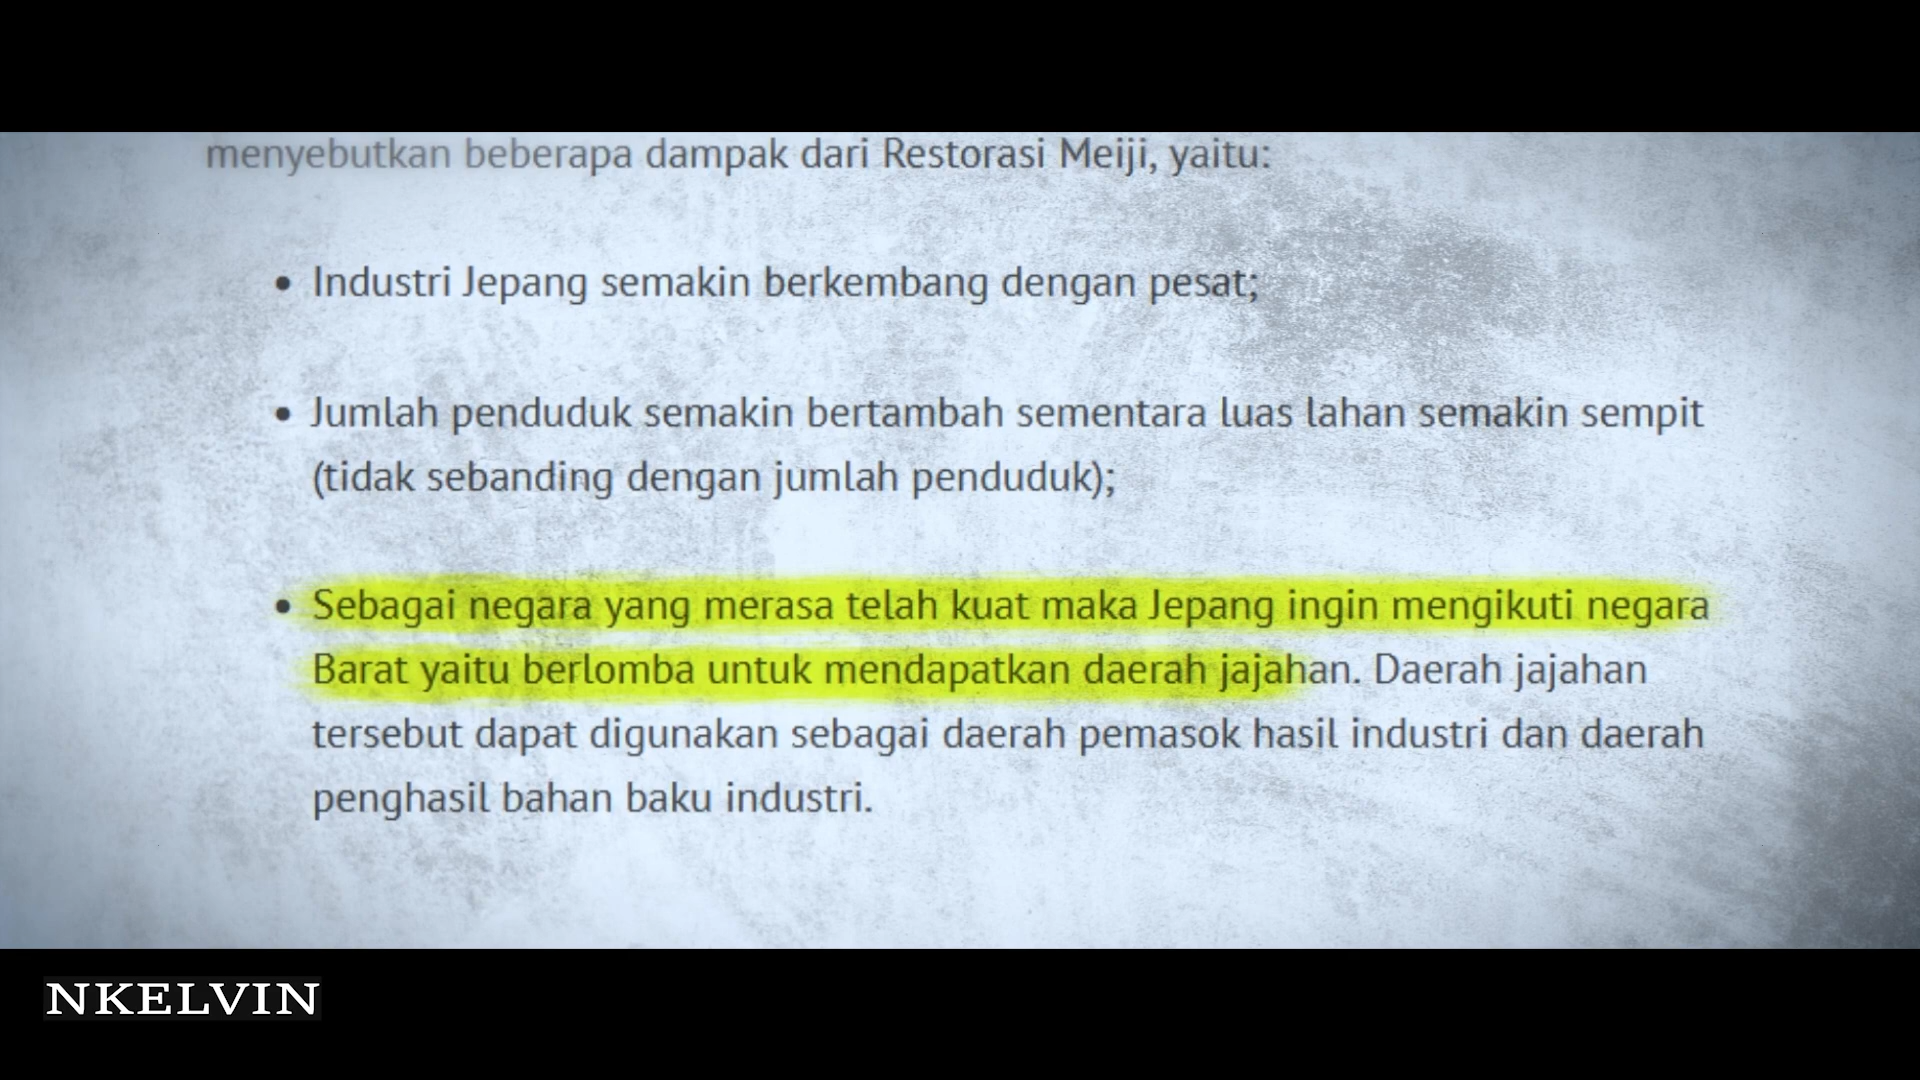 menyebutkan beberapa dampak dari Restorasi Meiji, yaitu:
• Industri Jepang semakin berkembang dengan pesat;
• Jumlah penduduk semakin bertambah sementara luas lahan semakin sempit
(tidak sebanding dengan jumlah penduduk);
• Sebagai negara yang merasa telah kuat maka Jepang ingin mengikuti negara
Barat yaitu berlomba untuk mendapatkan daerah jajahan. Daerah jajahan
tersebut dapat digunakan sebagai daerah pemasok hasil industri dan daerah
penghasil bahan baku industri.
NKELVIN